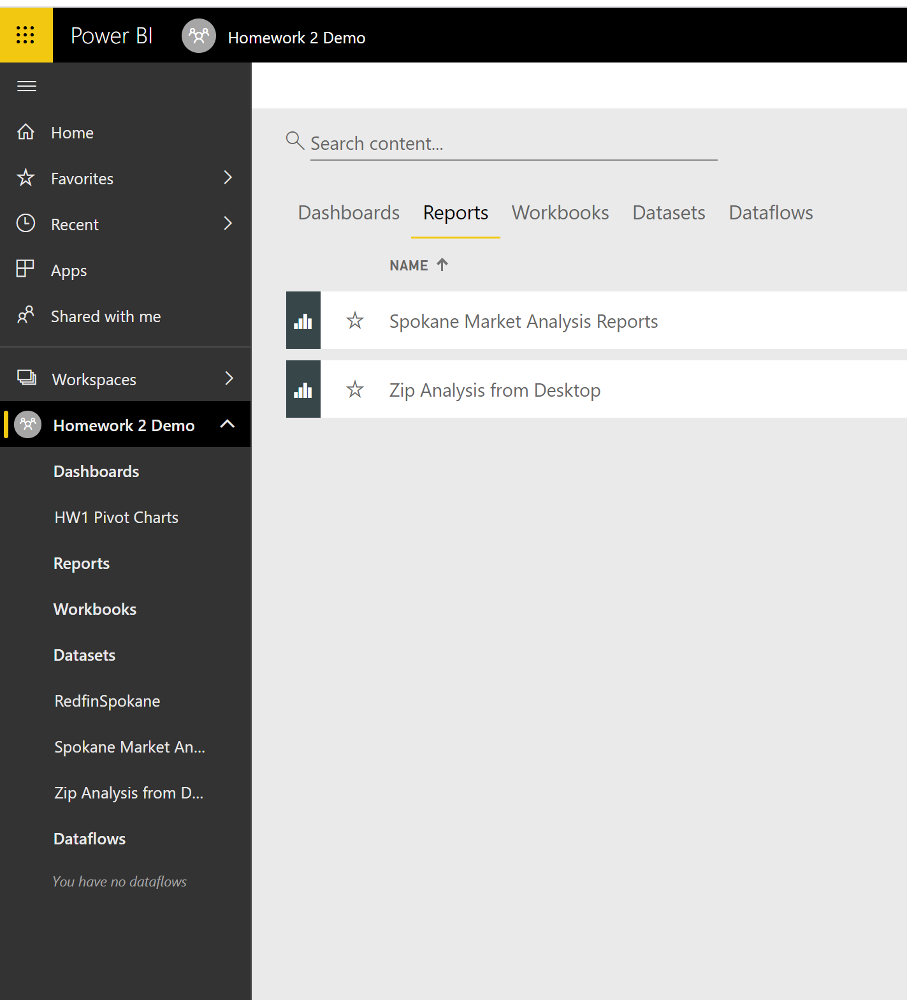 Power BI
Homework 2 Demo
Home
Favorites
Recent
Apps
Shared with me
Workspaces
Homework 2 Demo
Dashboards
HW1 Pivot Charts
Reports
Workbooks
Datasets
RedfinSpokane
Spokane Market An...
Zip Analysis from D...
Dataflows
You have no dataflows
Search content...
Dashboards Reports Workbooks Datasets Dataflows
NAME
Spokane Market Analysis Reports
Zip Analysis from Desktop